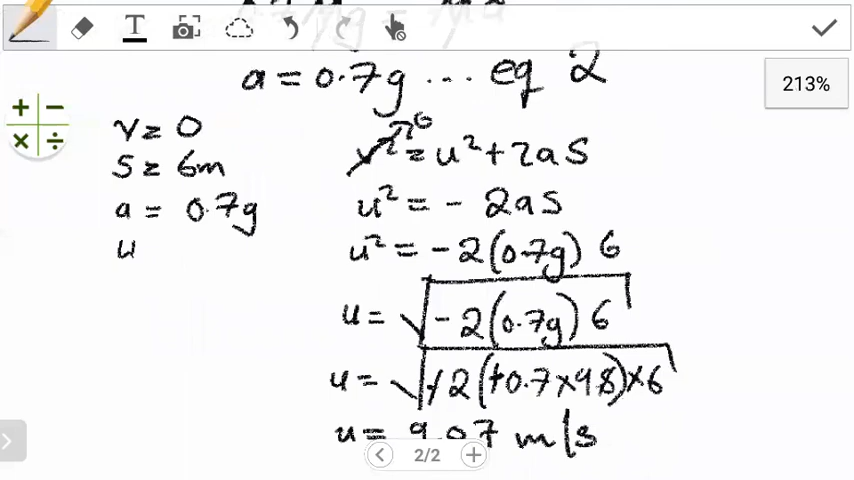 T
213%
a = 0.7g ... eq 2
v = 0
S = 6m
a = 0.7g
u
v² = u² + 2aS
u² = - 2aS
u² = -2(0.7g) 6
u = √-2(0.7g) 6
u = √-2(-0.7×9.8)×6
u = 9.07 m/s
2/2